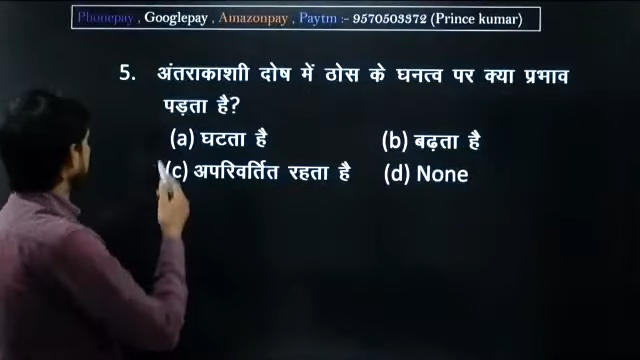 Phonepay , Googlepay , Amazonpay , Paytm :- 9570503372 (Prince kumar)
5. अंतराकाशी दोष में ठोस के घनत्व पर क्या प्रभाव
पड़ता है?
(a) घटता है (b) बढ़ता है
(c) अपरिवर्तित रहता है (d) None